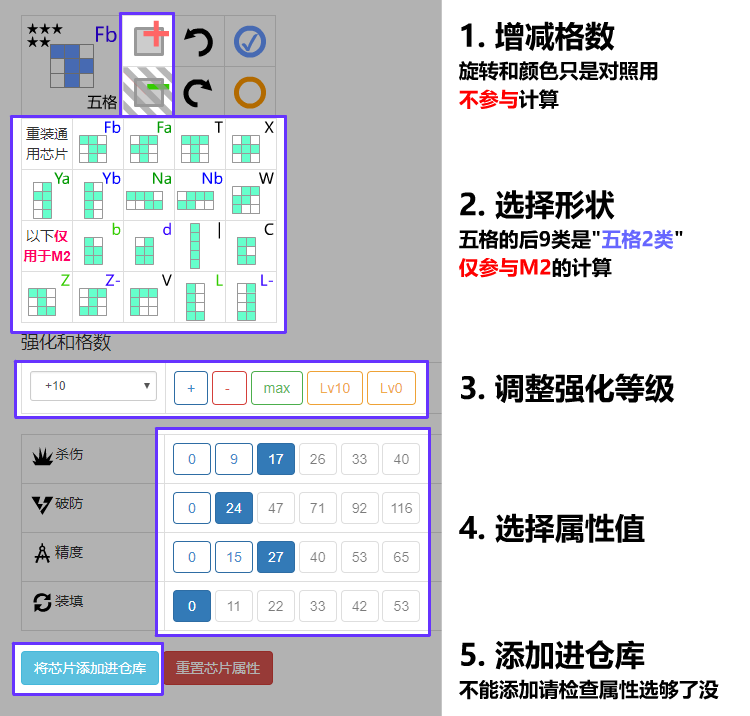 ★★★
★★
Fb
五格
1. 增减格数
旋转和颜色只是对照用
不参与计算
重装通
用芯片
Fb
Fa
T
X
Ya
Yb
Na
Nb
W
以下仅
用于M2
b
d
|
C
Z
Z-
V
L
L-
2. 选择形状
五格的后9类是"五格2类"
仅参与M2的计算
强化和格数
+10
+
-
max
Lv10
Lv0
3. 调整强化等级
杀伤 0 9 17 26 33 40
破防 0 24 47 71 92 116
精度 0 15 27 40 53 65
装填 0 11 22 33 42 53
4. 选择属性值
将芯片添加进仓库
重置芯片属性
5. 添加进仓库
不能添加请检查属性选够了没